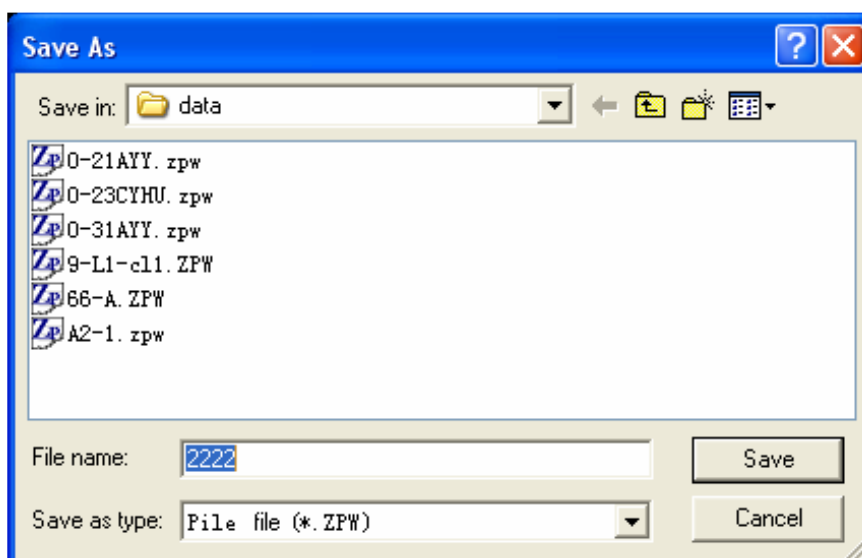 Save As
Save in: data
0-21AYY.zpw
0-23CYHU.zpw
0-31AYY.zpw
9-L1-cl1.ZPW
66-A.ZPW
A2-1.zpw
File name: 2222 Save
Save as type: Pile file (*.ZPW) Cancel